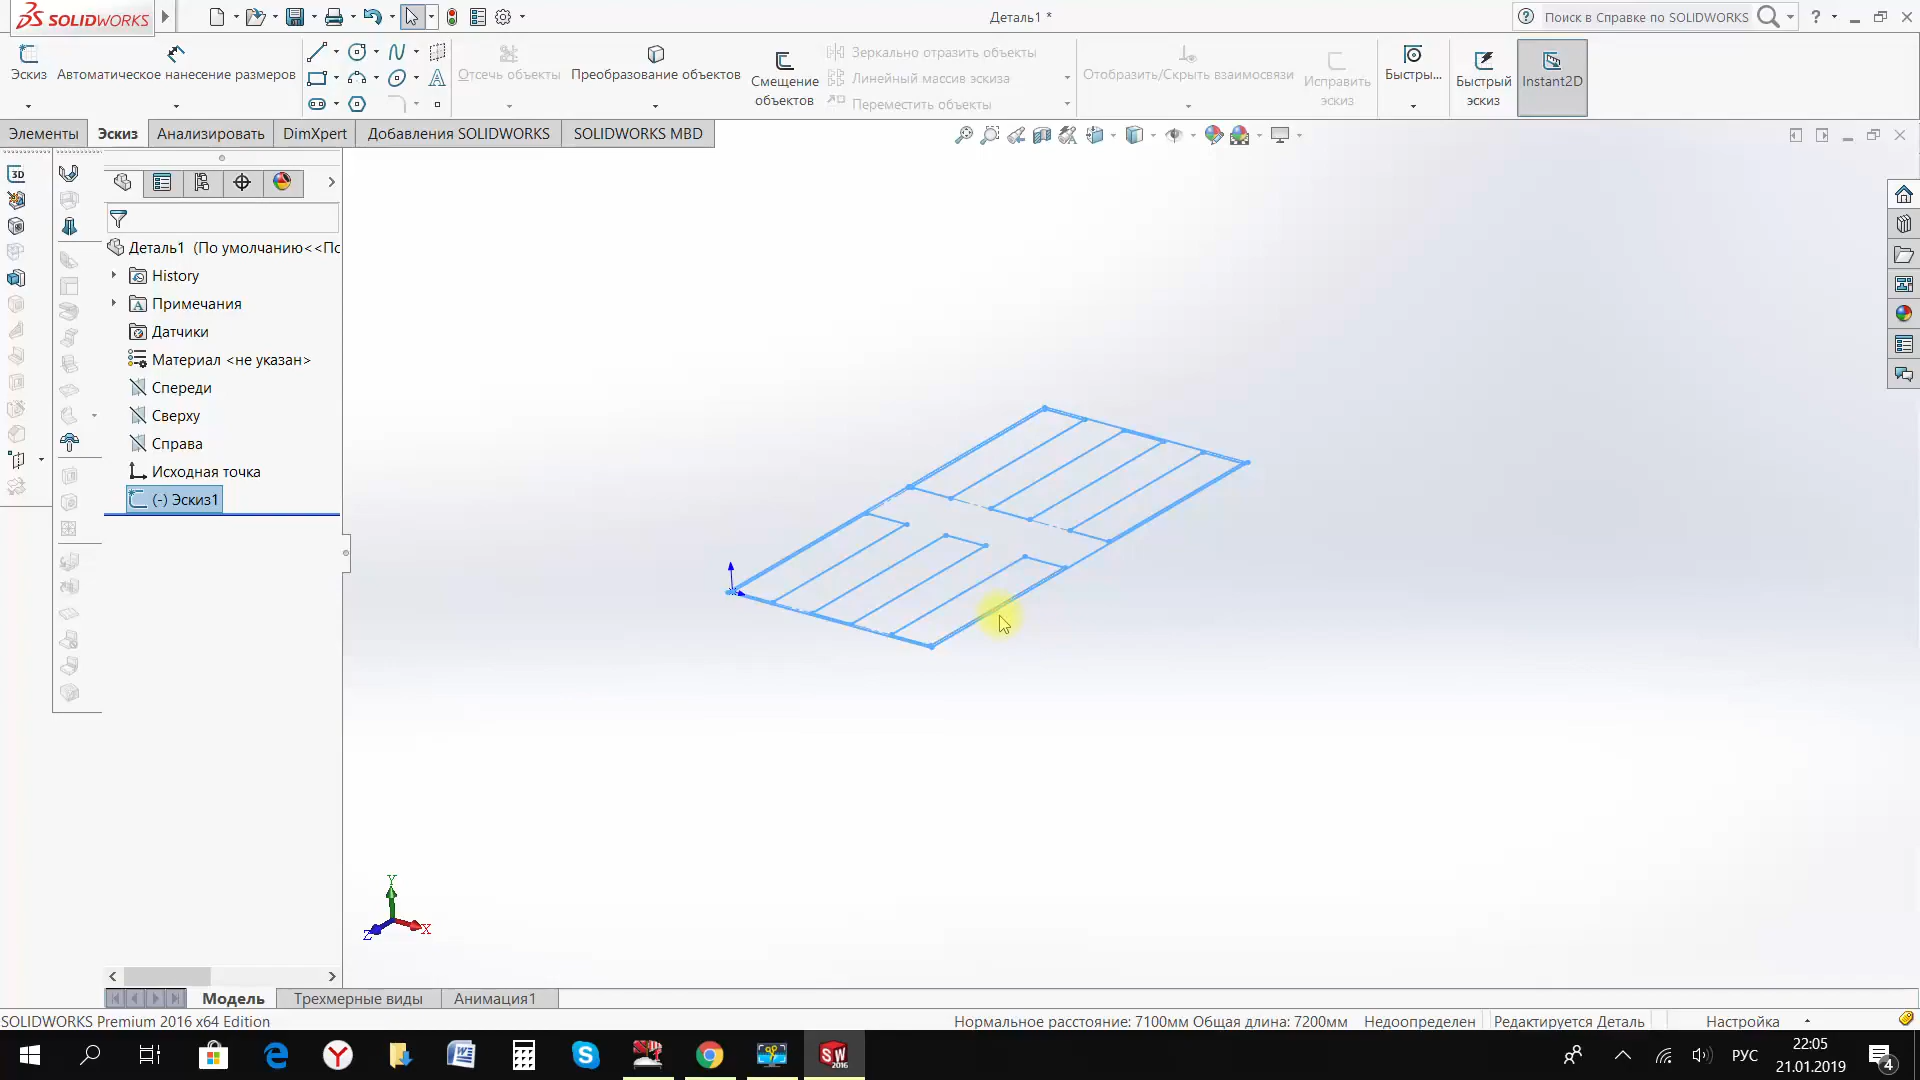 SOLIDWORKS
Деталь1 *
Поиск в Справке по SOLIDWORKS
?
Эскиз
Автоматическое нанесение размеров
Отсечь объекты
Преобразование объектов
Смещение объектов
Зеркально отразить объекты
Линейный массив эскиза
Переместить объекты
Отобразить/Скрыть взаимосвязи
Исправить эскиз
Быстры...
Быстрый эскиз
Instant2D
Элементы
Эскиз
Анализировать
DimXpert
Добавления SOLIDWORKS
SOLIDWORKS MBD
3D
Деталь1 (По умолчанию<<По
History
Примечания
Датчики
Материал <не указан>
Спереди
Сверху
Справа
Исходная точка
(-) Эскиз1
Y
X
Z
Модель
Трехмерные виды
Анимация1
SOLIDWORKS Premium 2016 x64 Edition
Нормальное расстояние: 7100мм Общая длина: 7200мм
Недоопределен
Редактируется Деталь
Настройка
SW
2016
РУС
22:05
21.01.2019
4